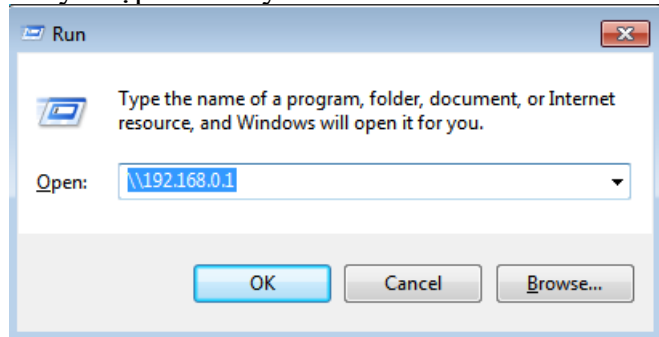 Run
Type the name of a program, folder, document, or Internet
resource, and Windows will open it for you.
Open: \\192.168.0.1
OK Cancel Browse...